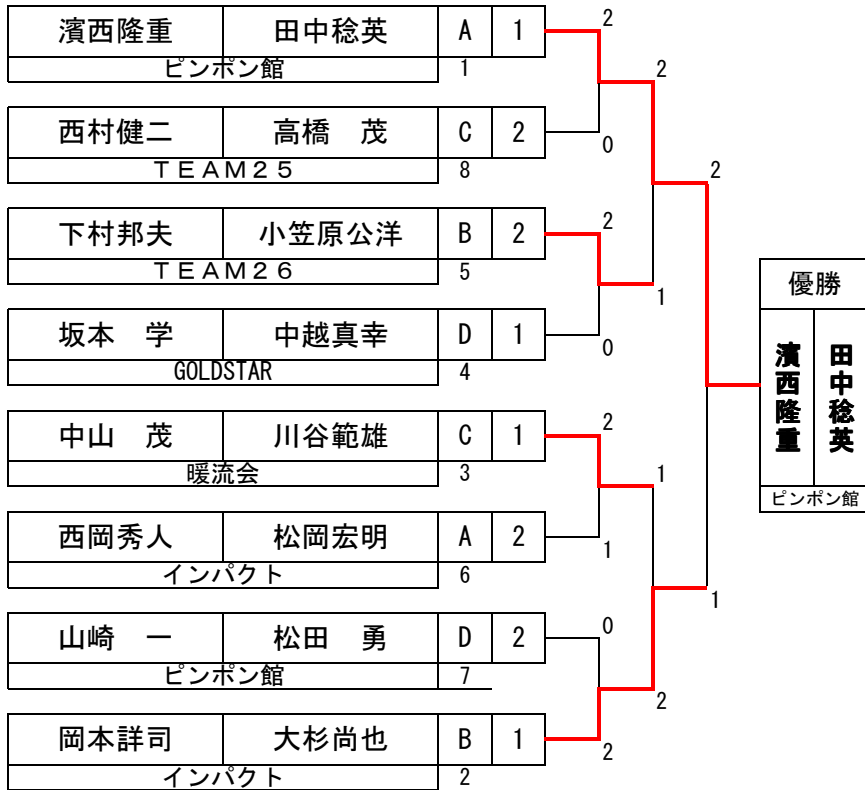 濱西隆重 田中稔英 A 1
ピンポン館 1
西村健二 高橋 茂 C 2
ＴＥＡＭ２５ 8
下村邦夫 小笠原公洋 B 2
ＴＥＡＭ２６ 5
坂本 学 中越真幸 D 1
GOLDSTAR 4
中山 茂 川谷範雄 C 1
暖流会 3
西岡秀人 松岡宏明 A 2
インパクト 6
山崎 一 松田 勇 D 2
ピンポン館 7
岡本詳司 大杉尚也 B 1
インパクト 2
2
0
2
0
2
1
0
2
2
1
1
2
2
1
優勝
濱西隆重
田中稔英
ピンポン館